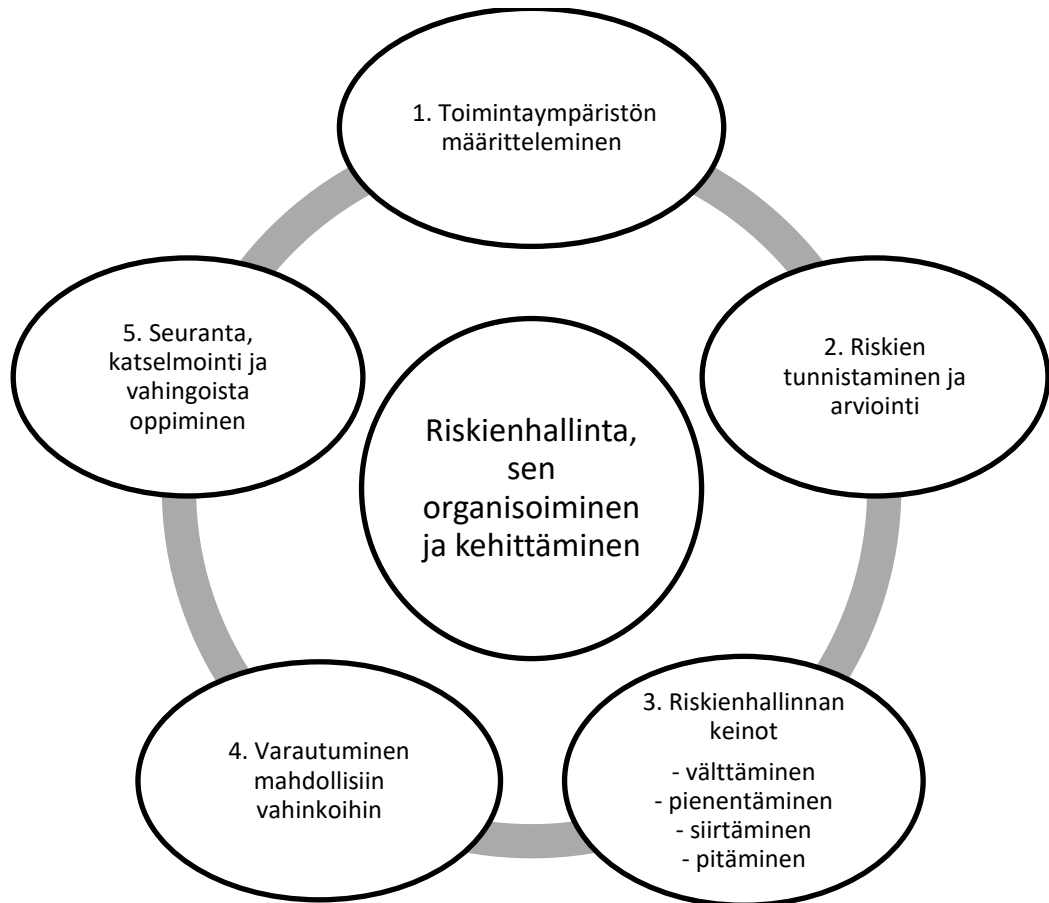 1. Toimintaympäristön
määritteleminen
2. Riskien
tunnistaminen ja
arviointi
3. Riskienhallinnan
keinot
- välttäminen
- pienentäminen
- siirtäminen
- pitäminen
4. Varautuminen
mahdollisiin
vahinkoihin
5. Seuranta,
katselmointi ja
vahingoista
oppiminen
Riskienhallinta,
sen
organisoiminen
ja kehittäminen